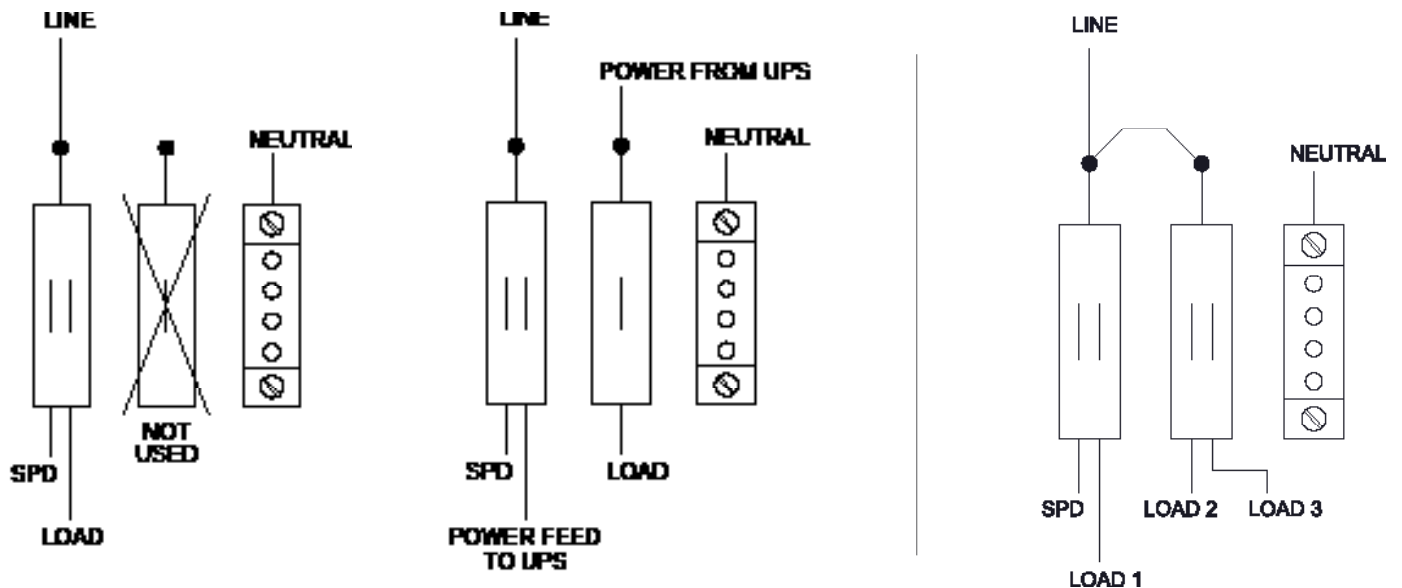 LINE
NEUTRAL
NOT
USED
SPD
LOAD
LINE
POWER FROM UPS
NEUTRAL
SPD
LOAD
POWER FEED
TO UPS
LINE
NEUTRAL
SPD
LOAD 2
LOAD 3
LOAD 1